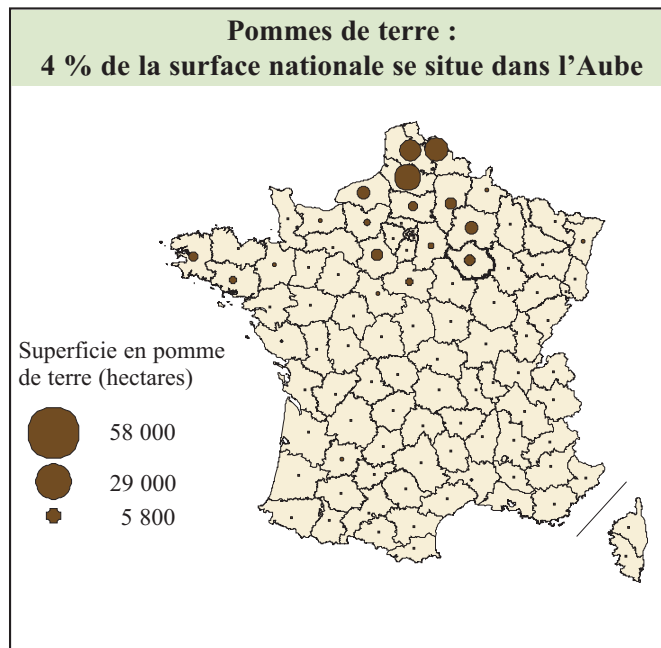 Pommes de terre :
4 % de la surface nationale se situe dans l’Aube
Superficie en pomme
de terre (hectares)
58 000
29 000
5 800